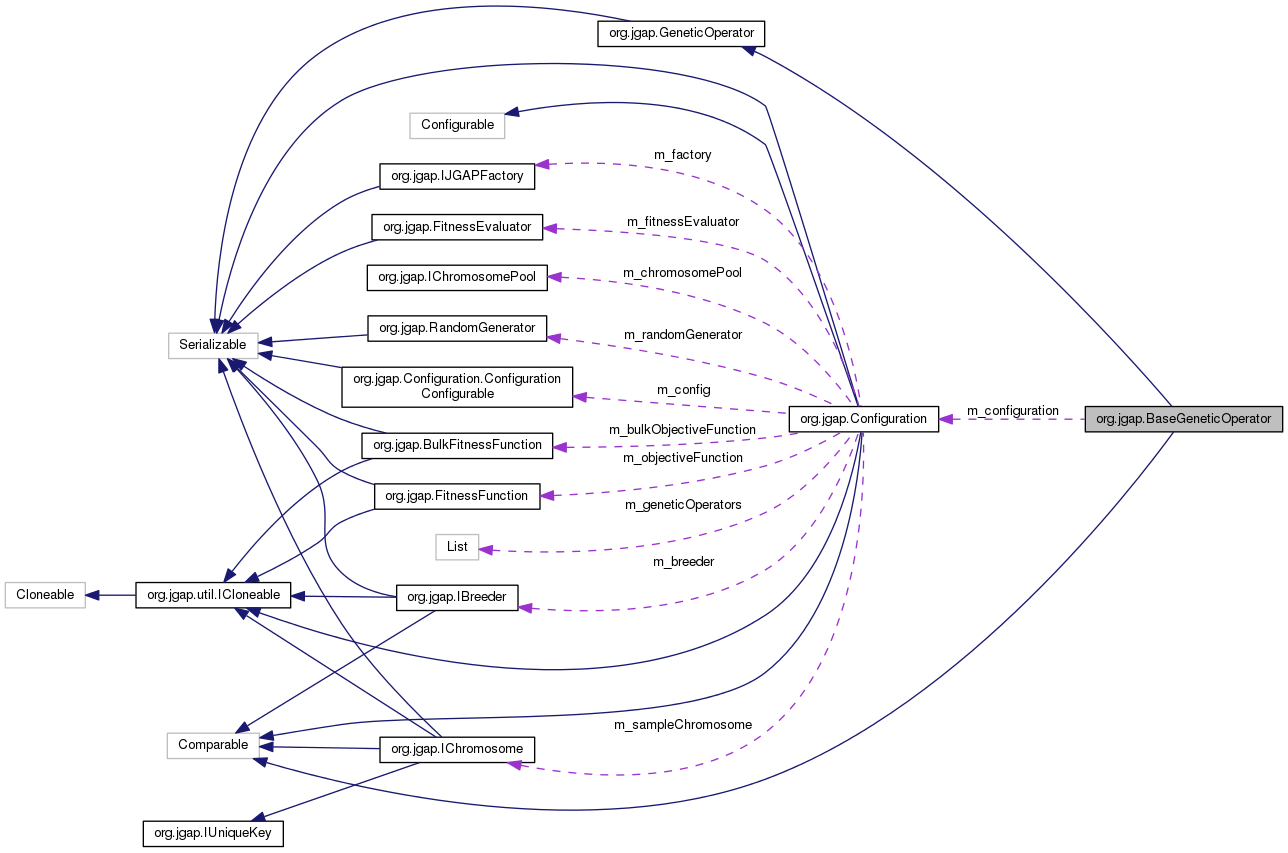 org.jgap.GeneticOperator
Configurable
m_factory
org.jgap.IJGAPFactory
m_fitnessEvaluator
org.jgap.FitnessEvaluator
m_chromosomePool
org.jgap.IChromosomePool
org.jgap.RandomGenerator
m_randomGenerator
Serializable
org.jgap.Configuration.Configuration
Configurable
m_config
m_configuration
org.jgap.Configuration
org.jgap.BaseGeneticOperator
m_bulkObjectiveFunction
org.jgap.BulkFitnessFunction
m_objectiveFunction
org.jgap.FitnessFunction
m_geneticOperators
List
m_breeder
Cloneable
org.jgap.util.ICloneable
org.jgap.IBreeder
m_sampleChromosome
Comparable
org.jgap.IChromosome
org.jgap.IUniqueKey